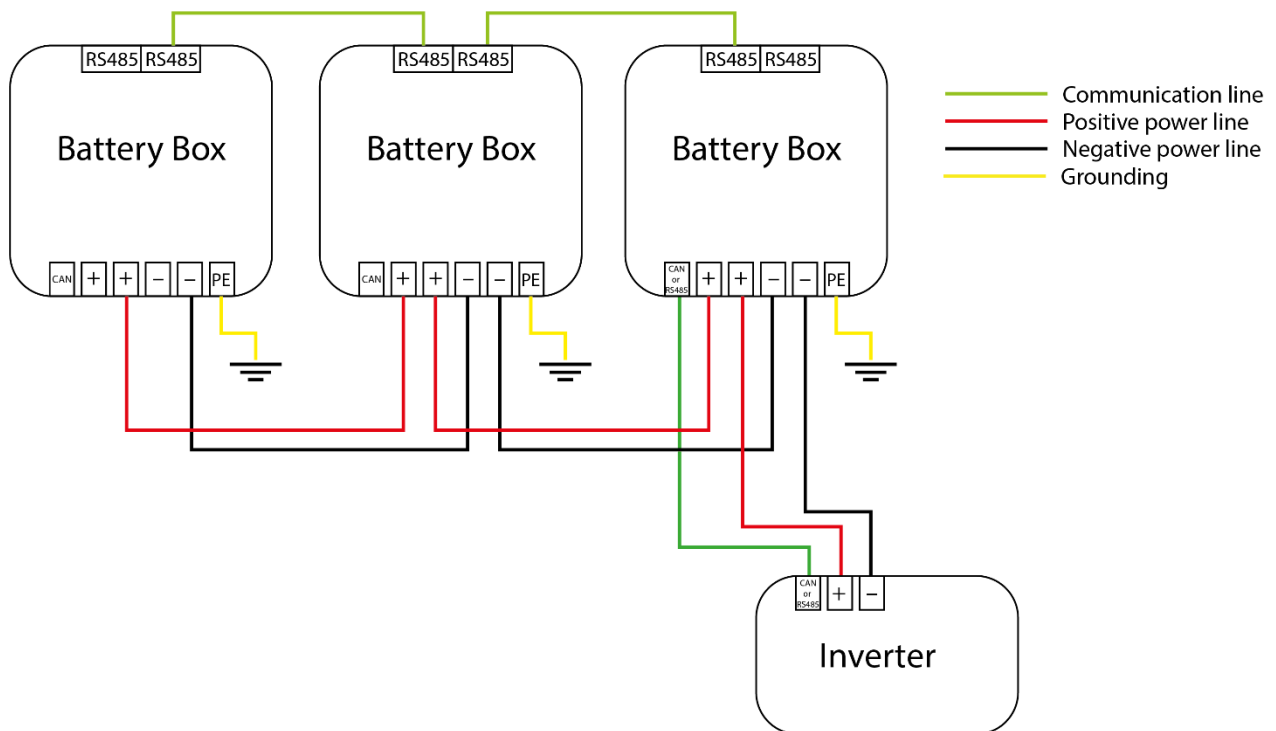 RS485 RS485
RS485 RS485
RS485 RS485
Battery Box
Battery Box
Battery Box
Communication line
Positive power line
Negative power line
Grounding
CAN + + − − PE
CAN + + − − PE
CAN
or
RS485
+ + − − PE
CAN
or
RS485
+ −
Inverter